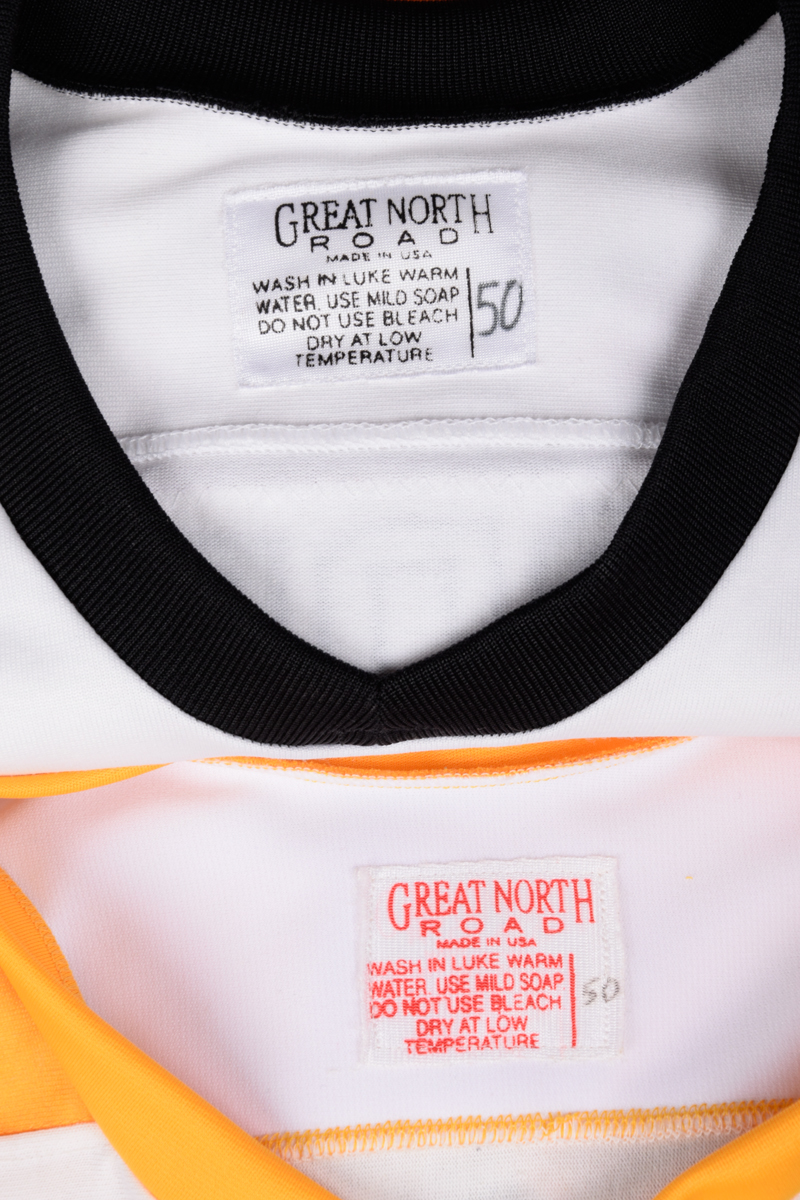 GREAT NORTH
ROAD
MADE IN USA
WASH IN LUKE WARM
WATER. USE MILD SOAP
DO NOT USE BLEACH
DRY AT LOW
TEMPERATURE
50
GREAT NORTH
ROAD
MADE IN USA
WASH IN LUKE WARM
WATER. USE MILD SOAP
DO NOT USE BLEACH
DRY AT LOW
TEMPERATURE
50